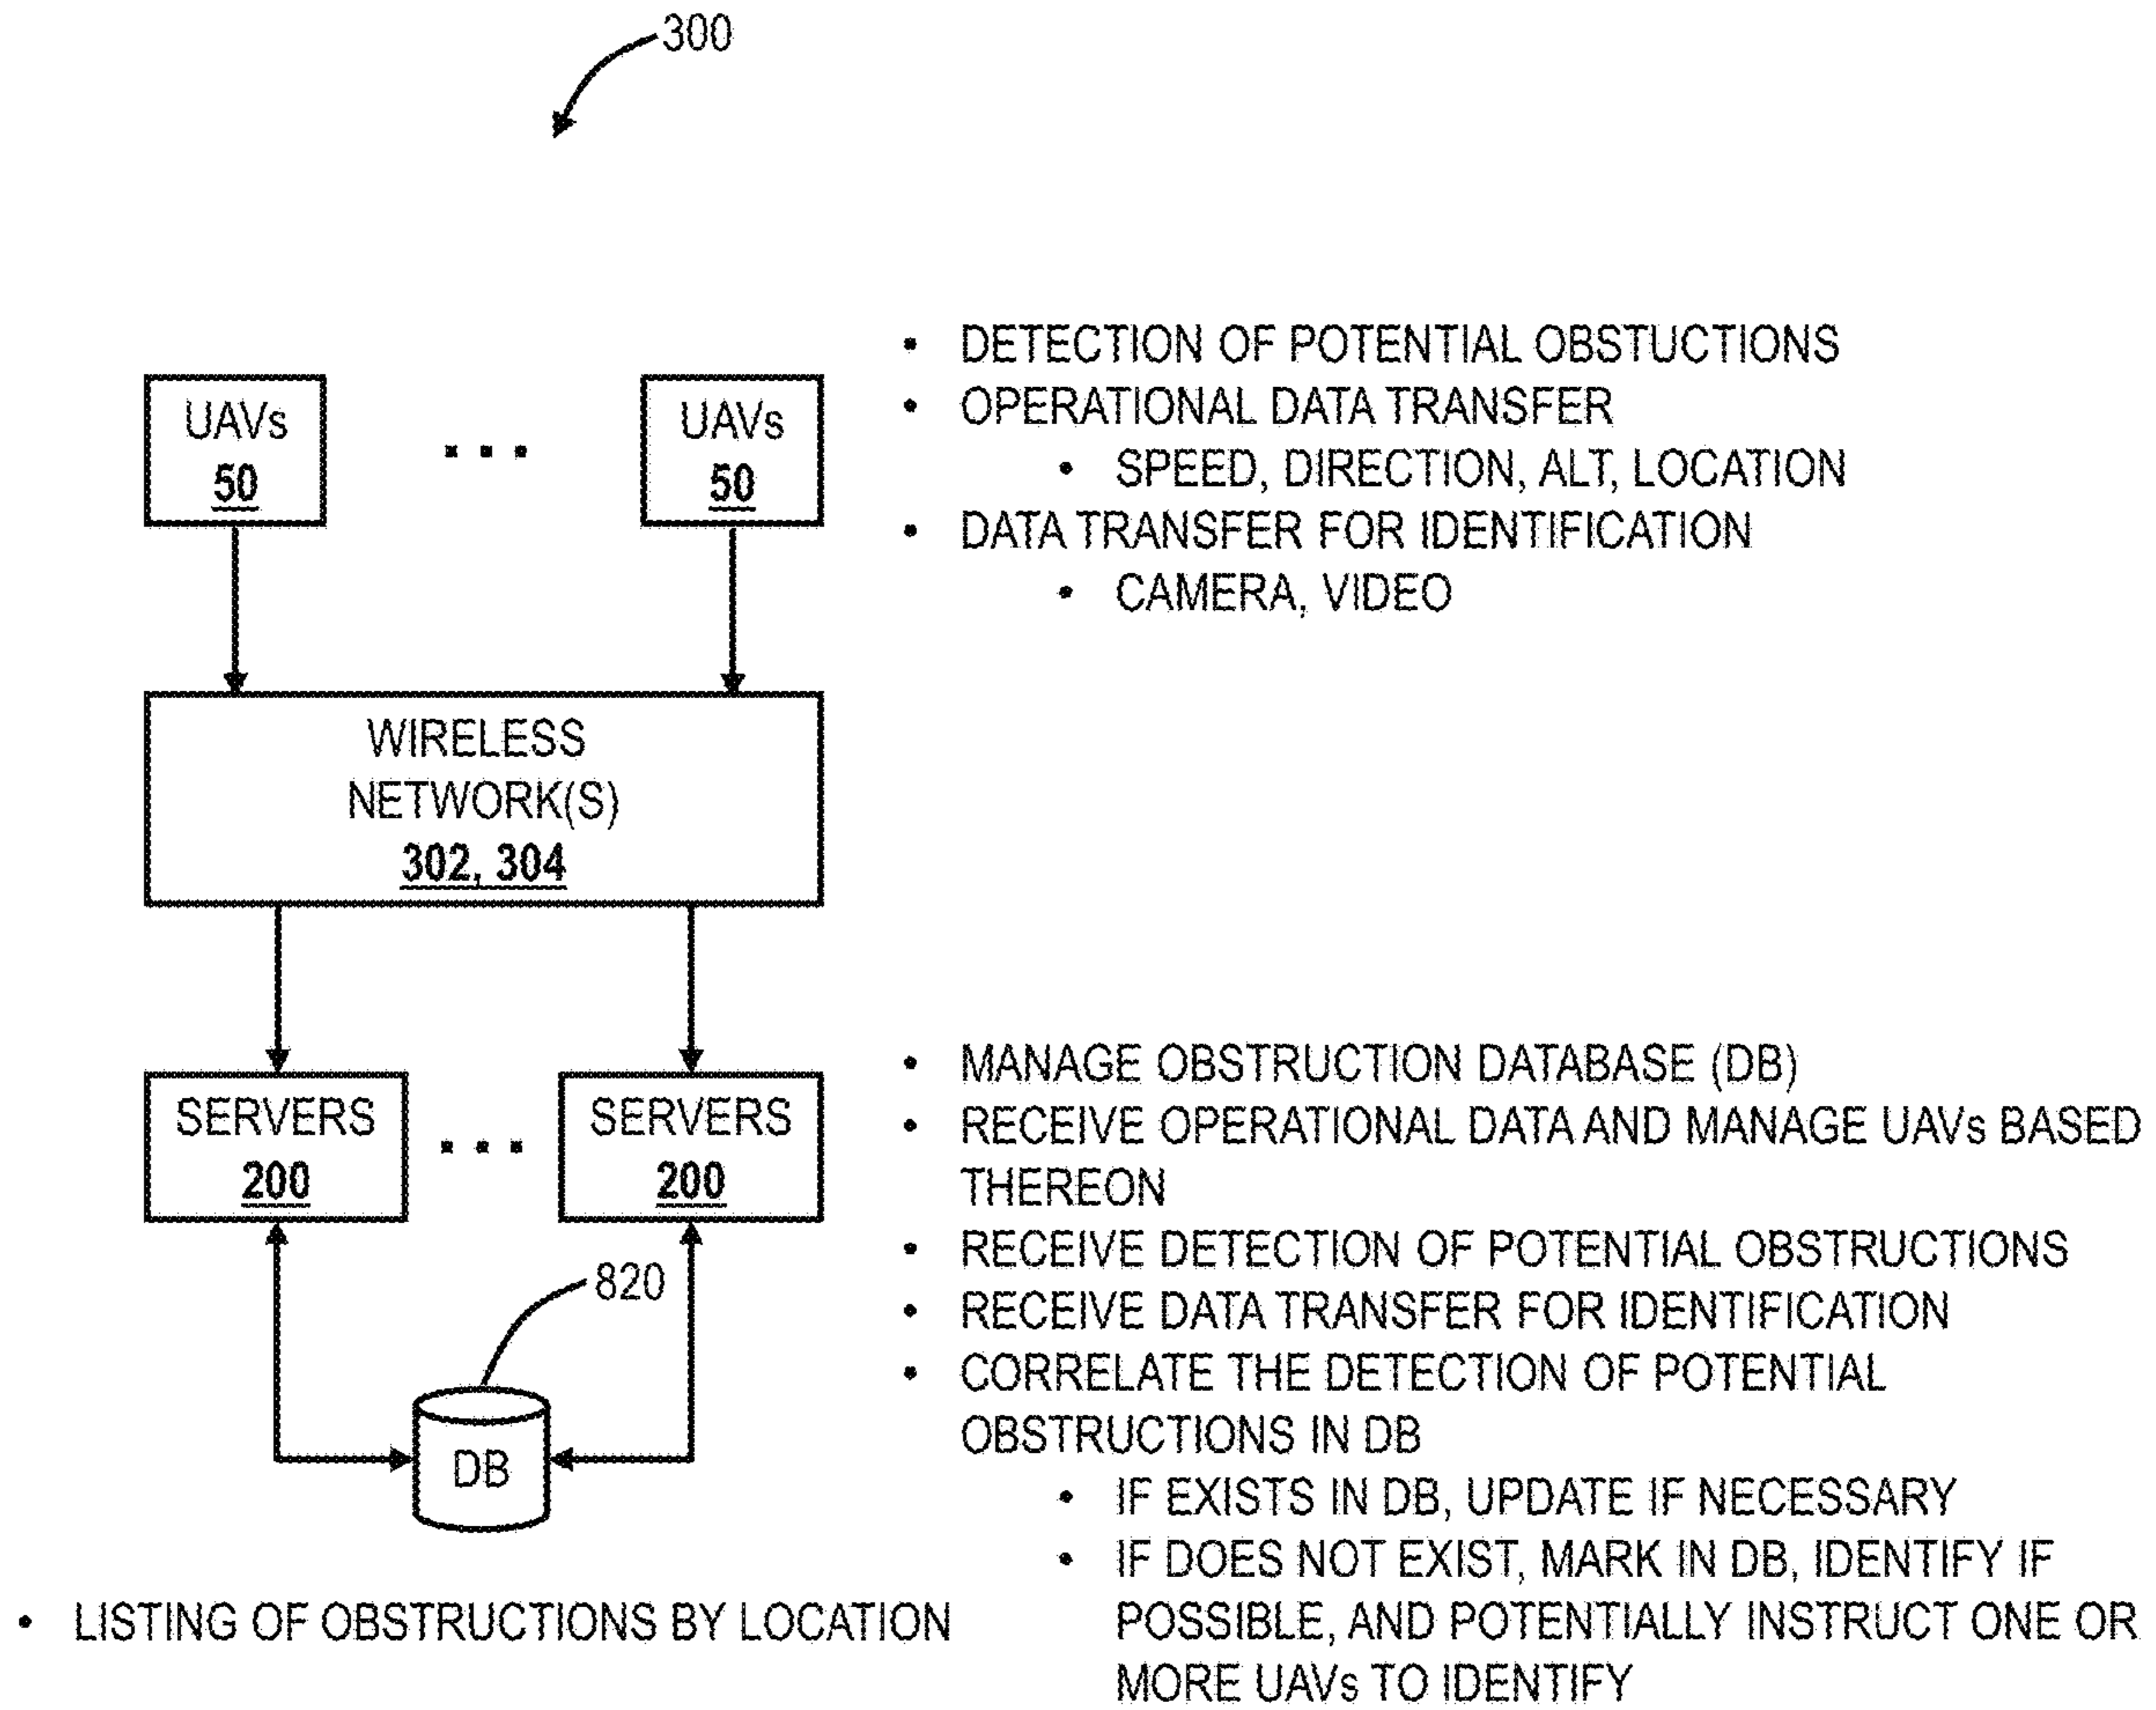 300
UAVs
50
. . .
UAVs
50
• DETECTION OF POTENTIAL OBSTUCTIONS
• OPERATIONAL DATA TRANSFER
• SPEED, DIRECTION, ALT, LOCATION
• DATA TRANSFER FOR IDENTIFICATION
• CAMERA, VIDEO
WIRELESS
NETWORK(S)
302, 304
SERVERS
200
. . .
SERVERS
200
820
DB
• LISTING OF OBSTRUCTIONS BY LOCATION
• MANAGE OBSTRUCTION DATABASE (DB)
• RECEIVE OPERATIONAL DATA AND MANAGE UAVs BASED
THEREON
• RECEIVE DETECTION OF POTENTIAL OBSTRUCTIONS
• RECEIVE DATA TRANSFER FOR IDENTIFICATION
• CORRELATE THE DETECTION OF POTENTIAL
OBSTRUCTIONS IN DB
• IF EXISTS IN DB, UPDATE IF NECESSARY
• IF DOES NOT EXIST, MARK IN DB, IDENTIFY IF
POSSIBLE, AND POTENTIALLY INSTRUCT ONE OR
MORE UAVs TO IDENTIFY